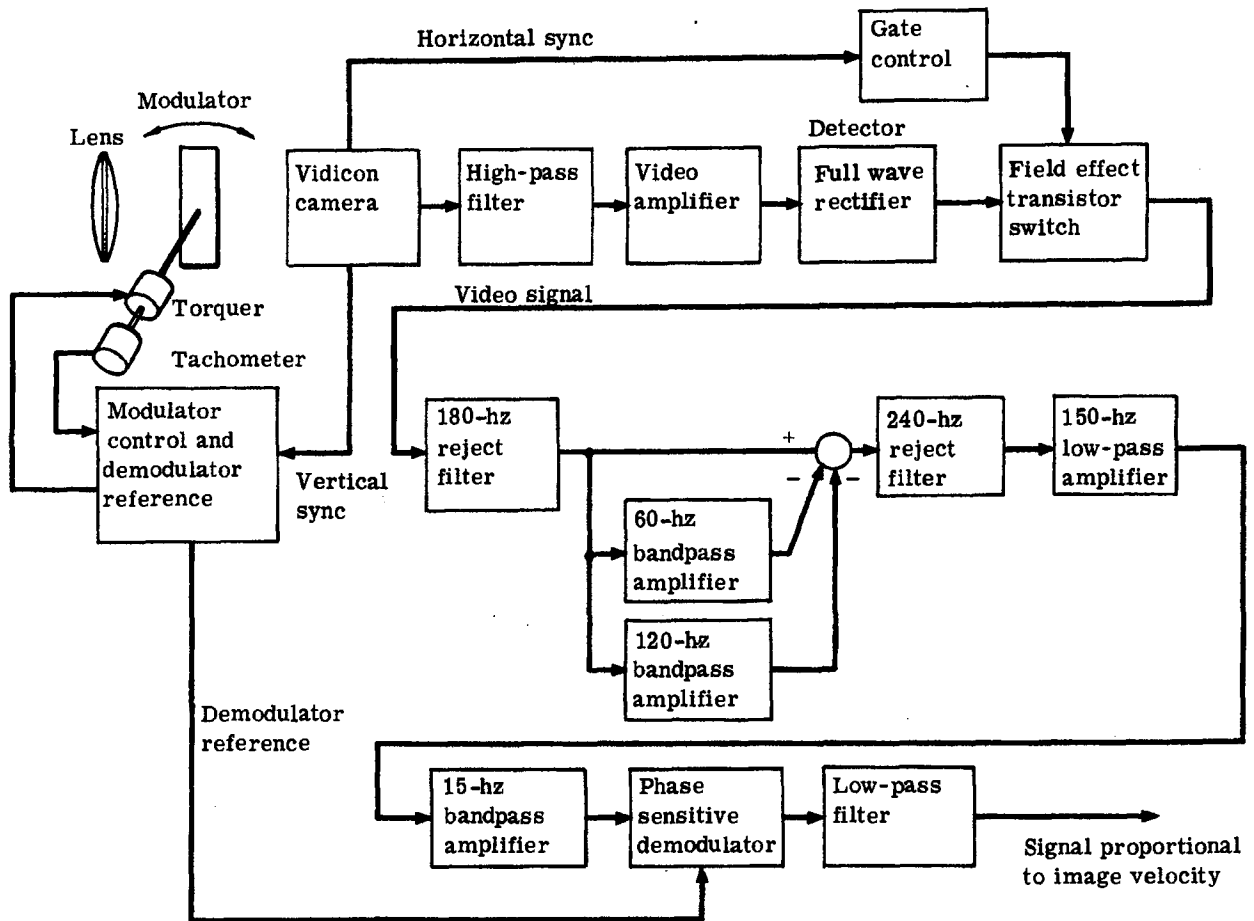 Horizontal sync
Gate
control
Modulator
Lens
Detector
Vidicon
camera
High-pass
filter
Video
amplifier
Full wave
rectifier
Field effect
transistor
switch
Video signal
Torquer
Tachometer
Modulator
control and
demodulator
reference
Vertical
sync
180-hz
reject
filter
+
-
-
240-hz
reject
filter
150-hz
low-pass
amplifier
60-hz
bandpass
amplifier
120-hz
bandpass
amplifier
Demodulator
reference
15-hz
bandpass
amplifier
Phase
sensitive
demodulator
Low-pass
filter
Signal proportional
to image velocity